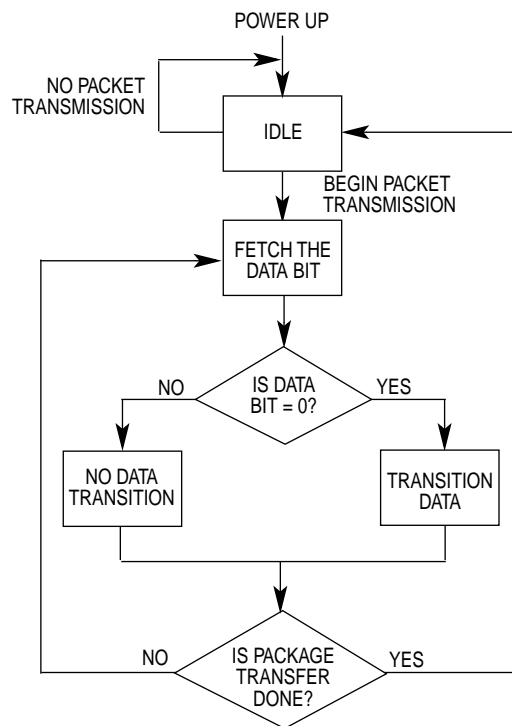 POWER UP
NO PACKET
TRANSMISSION
IDLE
BEGIN PACKET
TRANSMISSION
FETCH THE
DATA BIT
NO
IS DATA
BIT = 0?
YES
NO DATA
TRANSITION
TRANSITION
DATA
NO
IS PACKAGE
TRANSFER
DONE?
YES